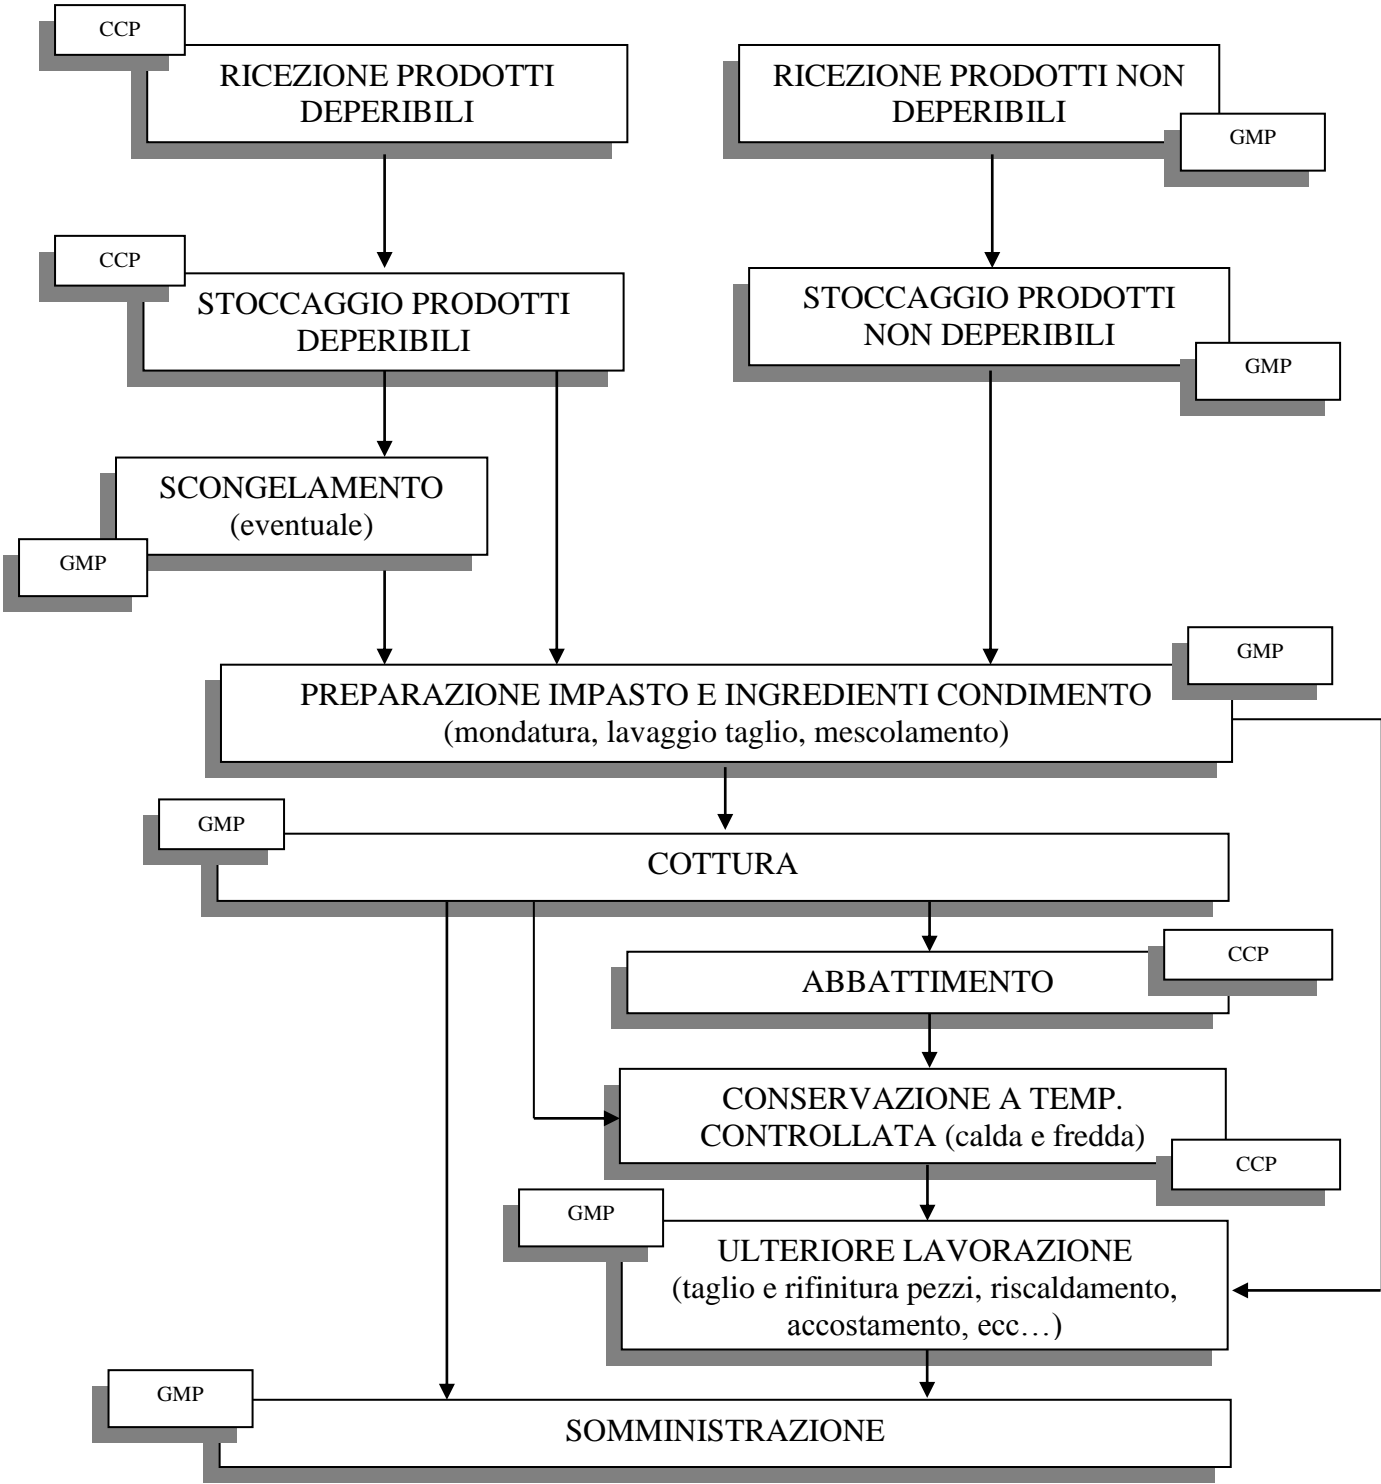 CCP
RICEZIONE PRODOTTI
DEPERIBILI
RICEZIONE PRODOTTI NON
DEPERIBILI
GMP
CCP
STOCCAGGIO PRODOTTI
DEPERIBILI
STOCCAGGIO PRODOTTI
NON DEPERIBILI
GMP
SCONGELAMENTO
(eventuale)
GMP
GMP
PREPARAZIONE IMPASTO E INGREDIENTI CONDIMENTO
(mondatura, lavaggio taglio, mescolamento)
GMP
COTTURA
CCP
ABBATTIMENTO
CONSERVAZIONE A TEMP.
CONTROLLATA (calda e fredda)
CCP
GMP
ULTERIORE LAVORAZIONE
(taglio e rifinitura pezzi, riscaldamento,
accostamento, ecc…)
GMP
SOMMINISTRAZIONE